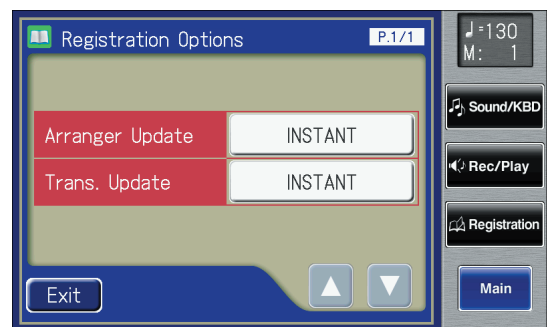 Registration Options
P.1/1
Arranger Update
INSTANT
Trans. Update
INSTANT
Exit
♩=130
M: 1
Sound/KBD
Rec/Play
Registration
Main